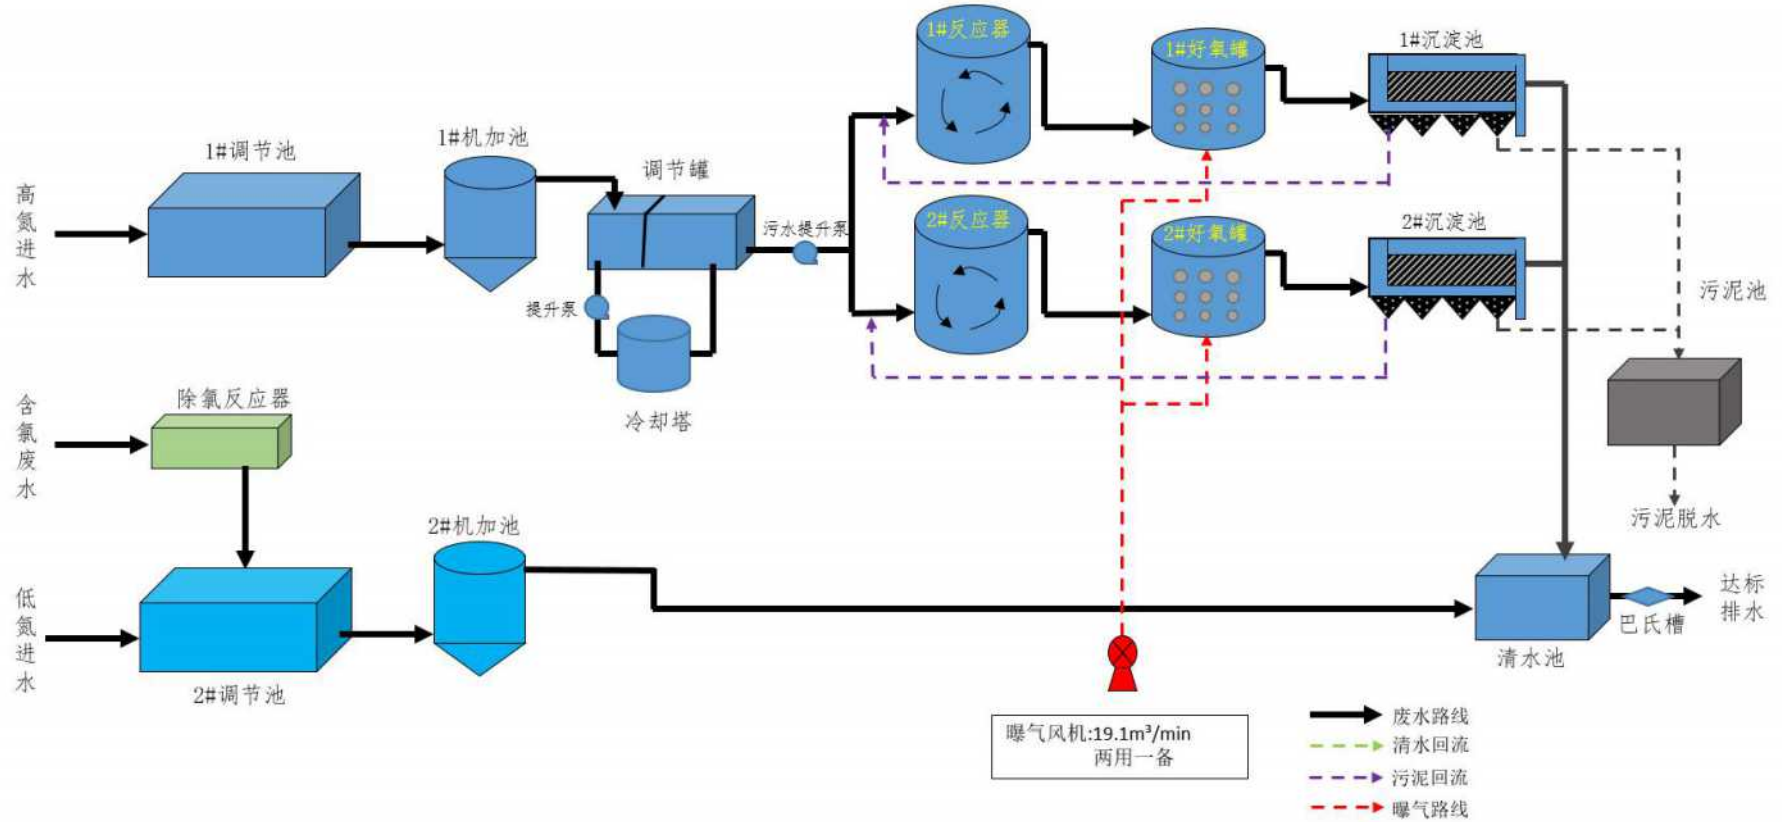 1#反应器
1#好氧罐
1#沉淀池
1#机加池
1#调节池
调节罐
高氮进水
污水提升泵
2#反应器
2#好氧罐
2#沉淀池
提升泵
污泥池
冷却塔
除氯反应器
含氯废水
污泥脱水
2#机加池
低氮进水
达标
排水
巴氏槽
清水池
2#调节池
曝气风机:19.1m³/min
两用一备
废水路线
清水回流
污泥回流
曝气路线